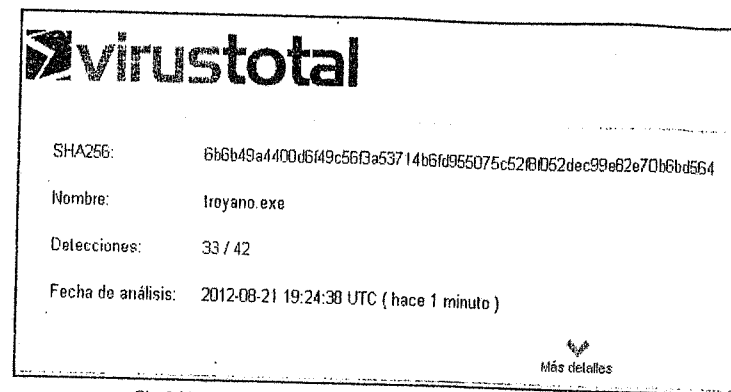 virustotal
SHA256: 6b6b49a4400d6f49c56f3a53714b6fd955075c52f8f052dec99e62e70b6bd564
Nombre: troyano.exe
Detecciones: 33 / 42
Fecha de análisis: 2012-08-21 19:24:38 UTC ( hace 1 minuto )
Más detalles